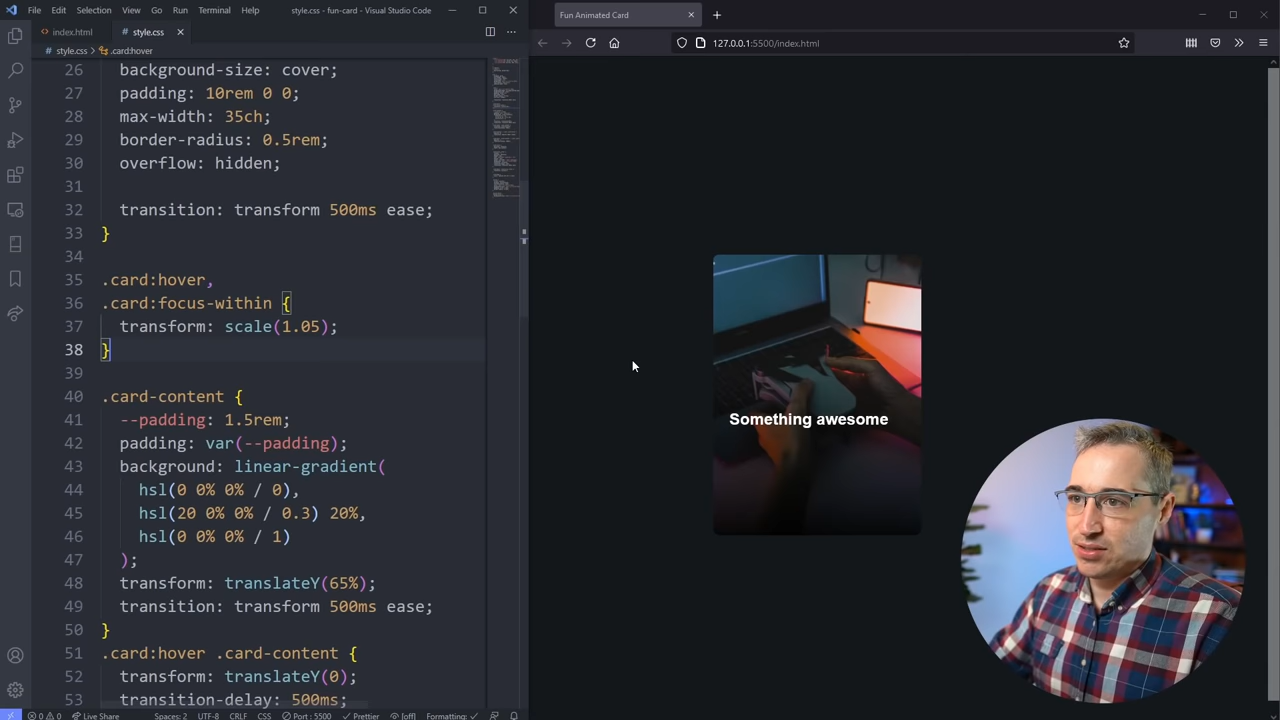 File Edit Selection View Go Run Terminal Help style.css - fun-card - Visual Studio Code
index.html style.css
style.css > .card:hover
26 background-size: cover;
27 padding: 10rem 0 0;
28 max-width: 35ch;
29 border-radius: 0.5rem;
30 overflow: hidden;
31
32 transition: transform 500ms ease;
33 }
34
35 .card:hover,
36 .card:focus-within {
37 transform: scale(1.05);
38 }
39
40 .card-content {
41 --padding: 1.5rem;
42 padding: var(--padding);
43 background: linear-gradient(
44 hsl(0 0% 0% / 0),
45 hsl(20 0% 0% / 0.3) 20%,
46 hsl(0 0% 0% / 1)
47 );
48 transform: translateY(65%);
49 transition: transform 500ms ease;
50 }
51 .card:hover .card-content {
52 transform: translateY(0);
53 transition-delay: 500ms;
0 0 Live Share Spaces: 2 UTF-8 CRLF CSS Port : 5500 Prettier [off] Formatting:
Fun Animated Card
127.0.0.1:5500/index.html
Something awesome